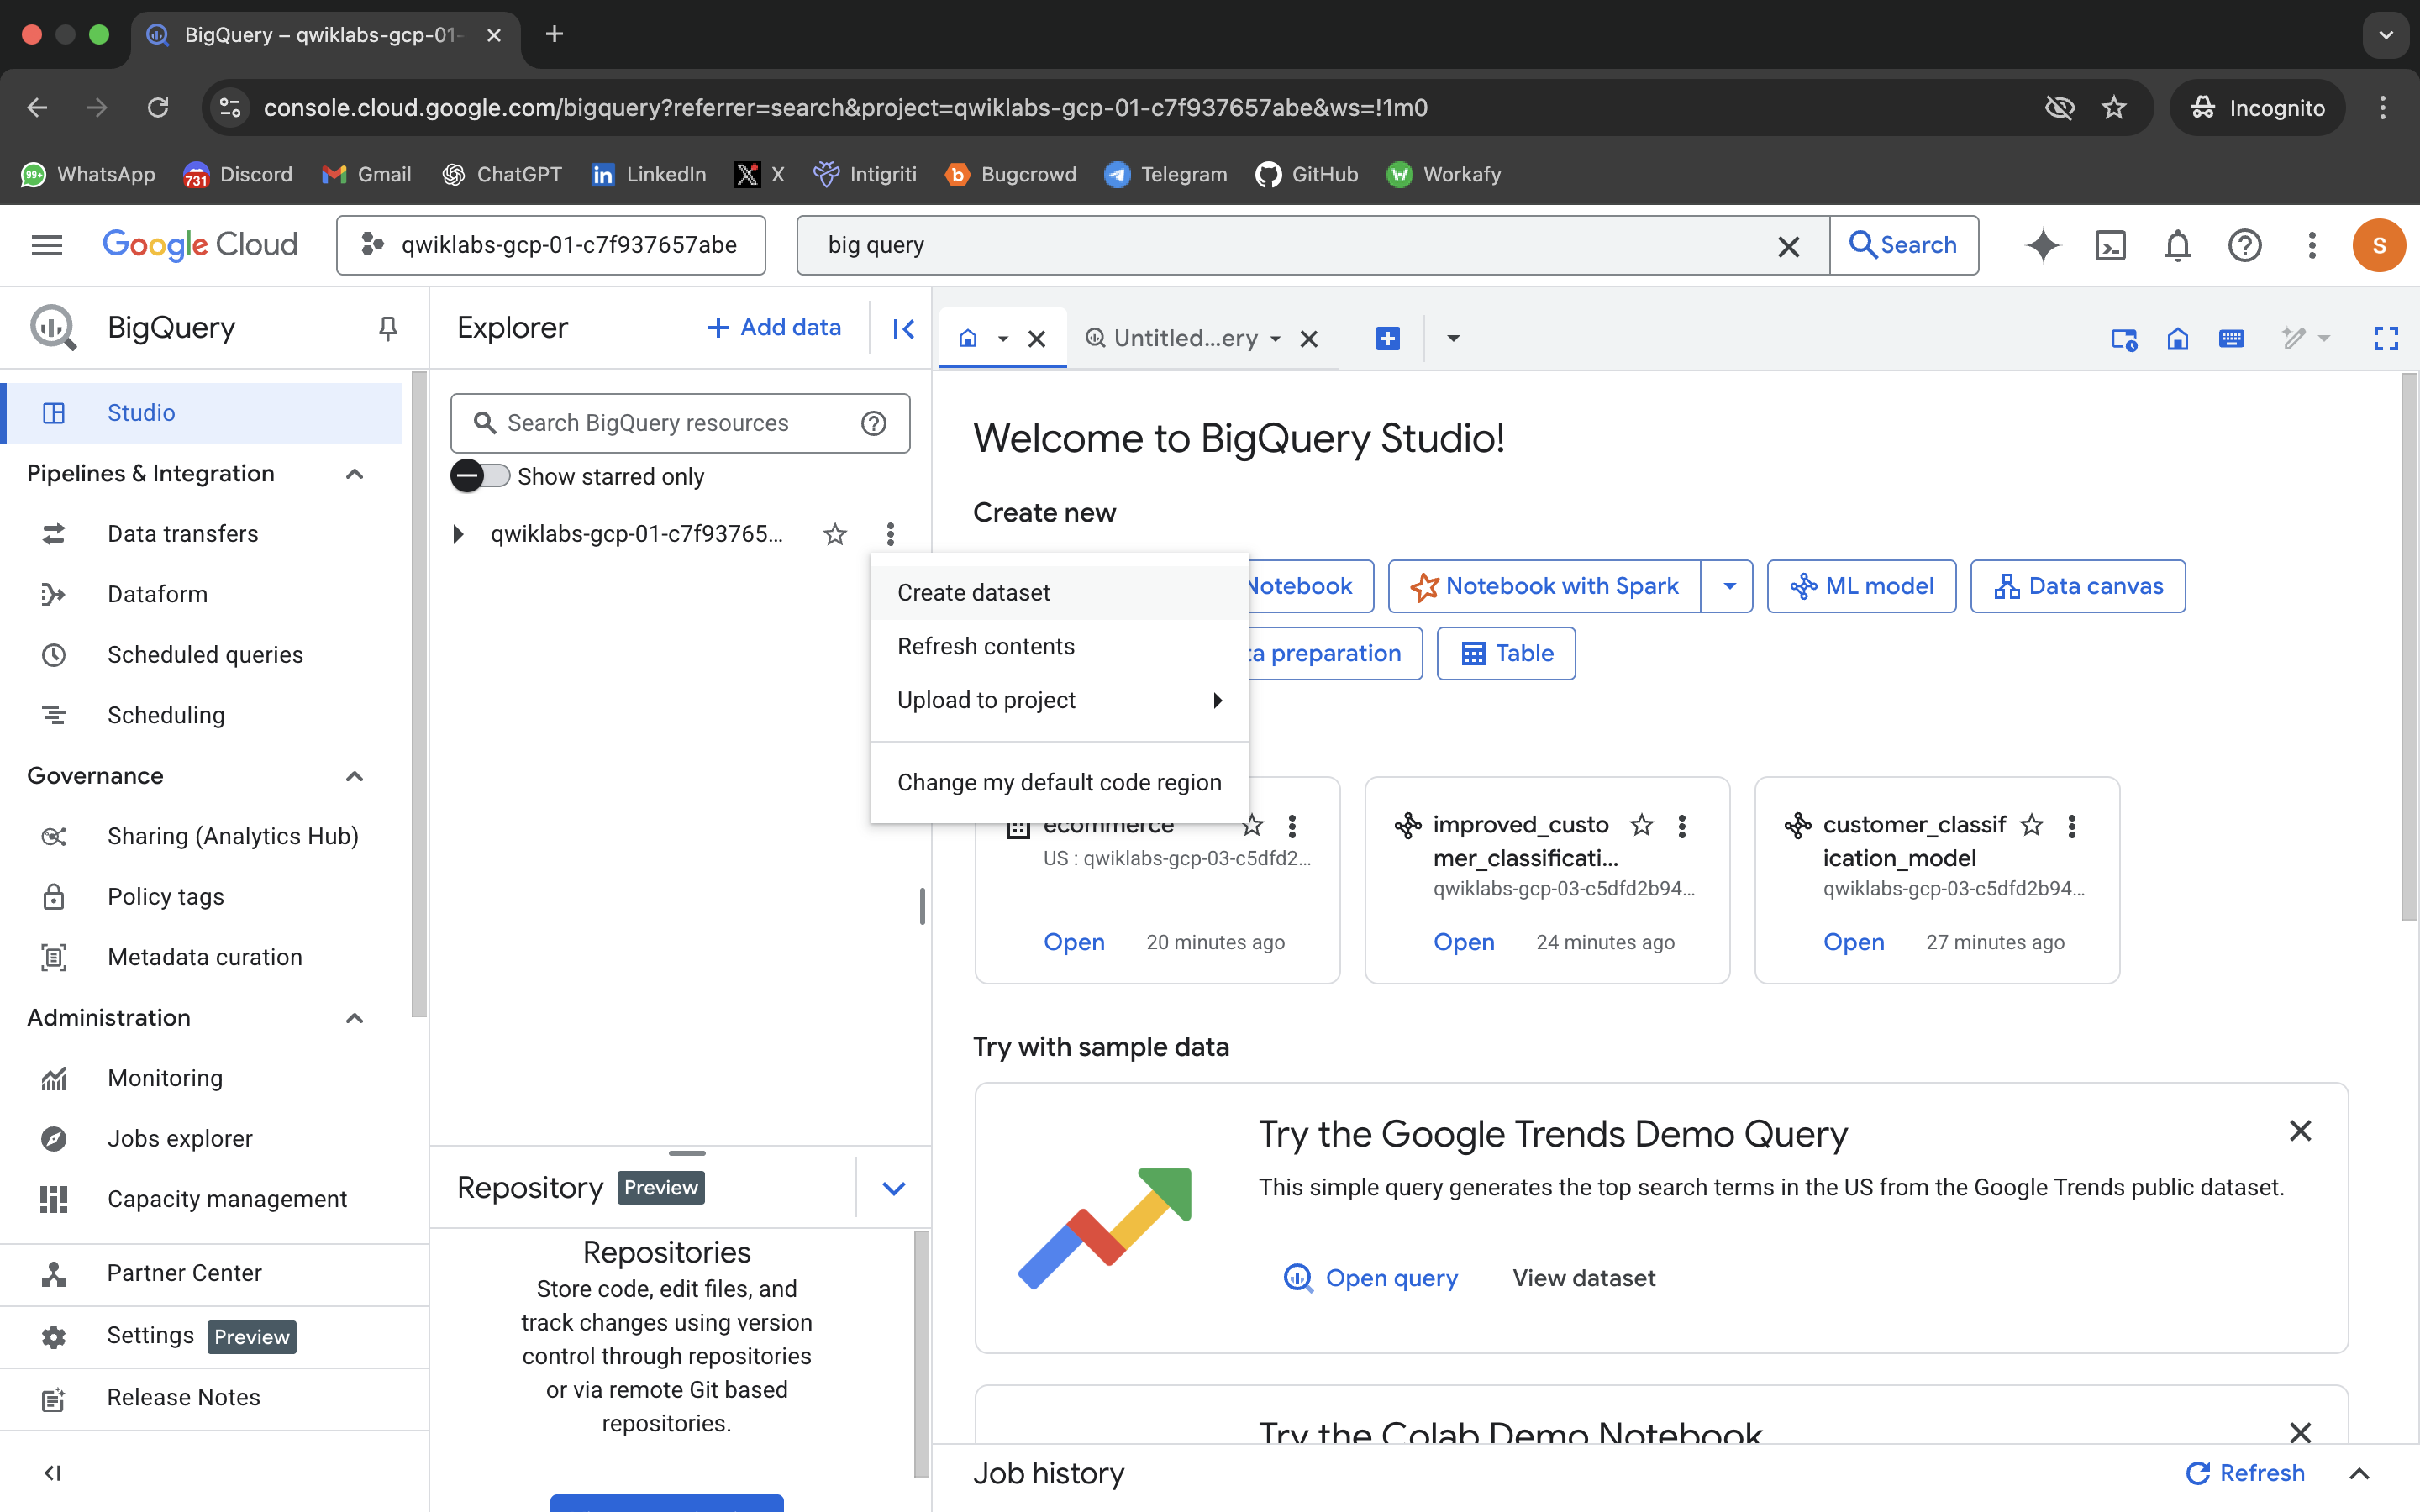 BigQuery – qwiklabs-gcp-01-
console.cloud.google.com/bigquery?referrer=search&project=qwiklabs-gcp-01-c7f937657abe&ws=!1m0
Incognito
99+ WhatsApp
731 Discord
Gmail
ChatGPT
LinkedIn
X
Intigriti
Bugcrowd
Telegram
GitHub
Workafy
Google Cloud
qwiklabs-gcp-01-c7f937657abe
big query
Search
S
BigQuery
Studio
Pipelines & Integration
Data transfers
Dataform
Scheduled queries
Scheduling
Governance
Sharing (Analytics Hub)
Policy tags
Metadata curation
Administration
Monitoring
Jobs explorer
Capacity management
Partner Center
Settings Preview
Release Notes
Explorer
Add data
Search BigQuery resources
Show starred only
qwiklabs-gcp-01-c7f93765...
Create dataset
Refresh contents
Upload to project
Change my default code region
Repository Preview
Repositories
Store code, edit files, and
track changes using version
control through repositories
or via remote Git based
repositories.
Untitled...ery
Welcome to BigQuery Studio!
Create new
Notebook
Notebook with Spark
ML model
Data canvas
ta preparation
Table
ecommerce
US : qwiklabs-gcp-03-c5dfd2...
Open 20 minutes ago
improved_custo
mer_classificati...
qwiklabs-gcp-03-c5dfd2b94...
Open 24 minutes ago
customer_classif
ication_model
qwiklabs-gcp-03-c5dfd2b94...
Open 27 minutes ago
Try with sample data
Try the Google Trends Demo Query
This simple query generates the top search terms in the US from the Google Trends public dataset.
Open query
View dataset
Try the Colab Demo Notebook
Job history
Refresh